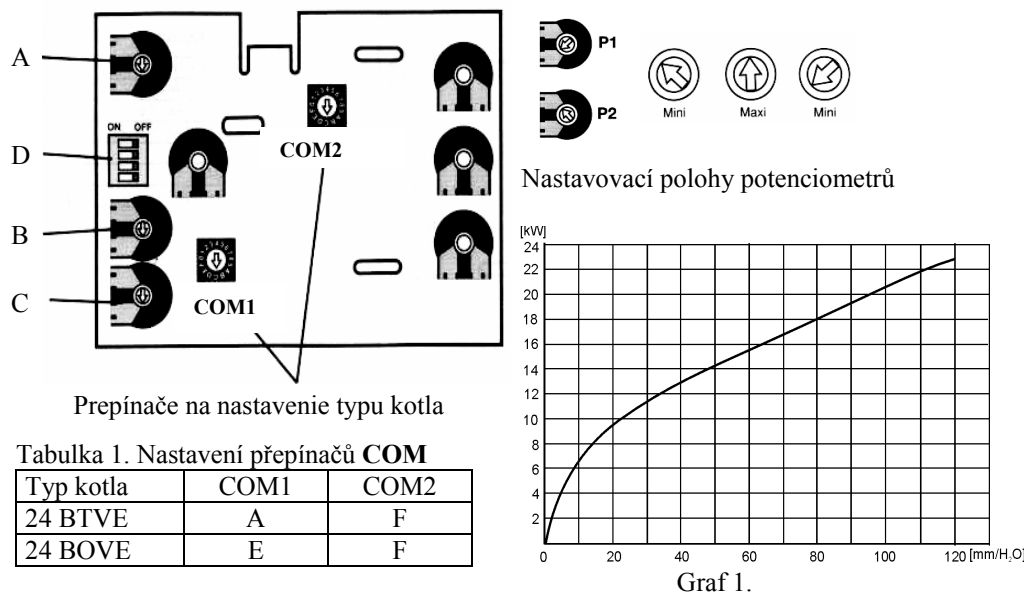 A
D
B
C
ON OFF
COM2
COM1
Prepínače na nastavenie typu kotla
Tabulka 1. Nastavení přepínačů COM
Typ kotla COM1 COM2
24 BTVE A F
24 BOVE E F
P1
P2
Mini Maxi Mini
Nastavovací polohy potenciometrů
[kW]
24
22
20
18
16
14
12
10
8
6
4
2
0 20 40 60 80 100 120 [mm/H₂O]
Graf 1.